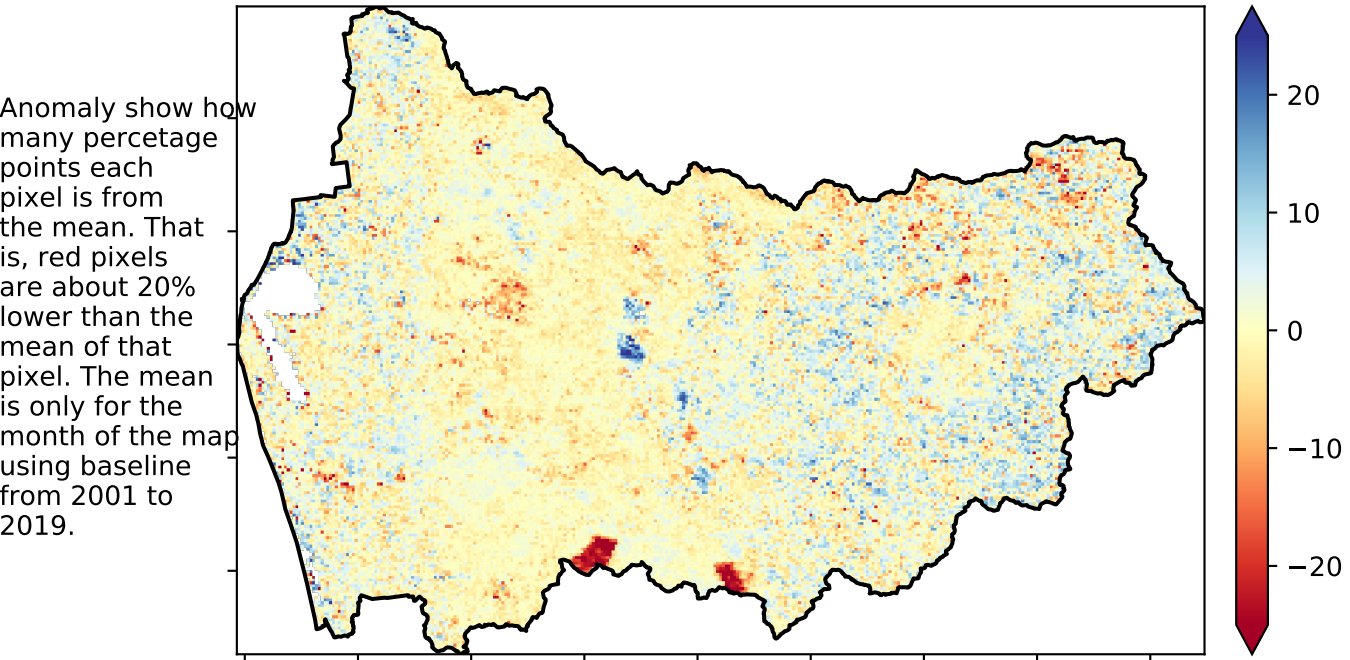 Anomaly show how
many percetage
points each
pixel is from
the mean. That
is, red pixels
are about 20%
lower than the
mean of that
pixel. The mean
is only for the
month of the map
using baseline
from 2001 to
2019.
20
10
0
−10
−20